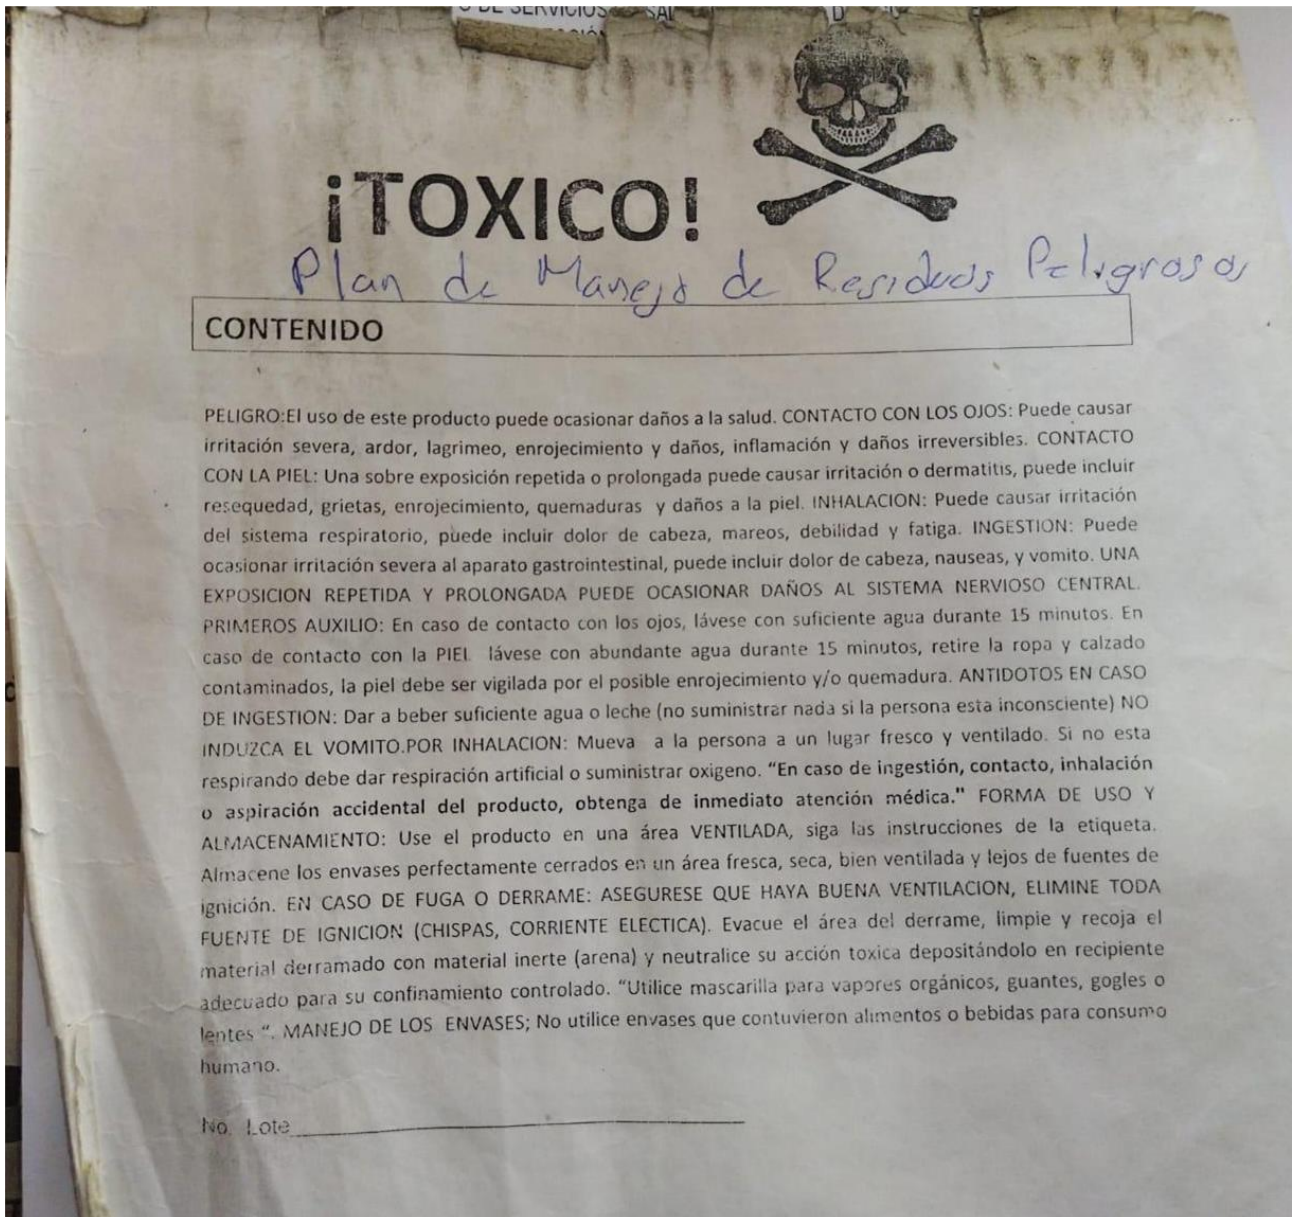 DE SERVICIOS
¡TOXICO!
Plan de Manejo de Residuos Peligrosos
CONTENIDO
PELIGRO:El uso de este producto puede ocasionar daños a la salud. CONTACTO CON LOS OJOS: Puede causar
irritación severa, ardor, lagrimeo, enrojecimiento y daños, inflamación y daños irreversibles. CONTACTO
CON LA PIEL: Una sobre exposición repetida o prolongada puede causar irritación o dermatitis, puede incluir
resequedad, grietas, enrojecimiento, quemaduras y daños a la piel. INHALACION: Puede causar irritación
del sistema respiratorio, puede incluir dolor de cabeza, mareos, debilidad y fatiga. INGESTION: Puede
ocasionar irritación severa al aparato gastrointestinal, puede incluir dolor de cabeza, nauseas, y vomito. UNA
EXPOSICION REPETIDA Y PROLONGADA PUEDE OCASIONAR DAÑOS AL SISTEMA NERVIOSO CENTRAL.
PRIMEROS AUXILIO: En caso de contacto con los ojos, lávese con suficiente agua durante 15 minutos. En
caso de contacto con la PIEL lávese con abundante agua durante 15 minutos, retire la ropa y calzado
contaminados, la piel debe ser vigilada por el posible enrojecimiento y/o quemadura. ANTIDOTOS EN CASO
DE INGESTION: Dar a beber suficiente agua o leche (no suministrar nada si la persona esta inconsciente) NO
INDUZCA EL VOMITO.POR INHALACION: Mueva a la persona a un lugar fresco y ventilado. Si no esta
respirando debe dar respiración artificial o suministrar oxigeno. “En caso de ingestión, contacto, inhalación
o aspiración accidental del producto, obtenga de inmediato atención médica." FORMA DE USO Y
ALMACENAMIENTO: Use el producto en una área VENTILADA, siga las instrucciones de la etiqueta.
Almacene los envases perfectamente cerrados en un área fresca, seca, bien ventilada y lejos de fuentes de
ignición. EN CASO DE FUGA O DERRAME: ASEGURESE QUE HAYA BUENA VENTILACION, ELIMINE TODA
FUENTE DE IGNICION (CHISPAS, CORRIENTE ELECTICA). Evacue el área del derrame, limpie y recoja el
material derramado con material inerte (arena) y neutralice su acción toxica depositándolo en recipiente
adecuado para su confinamiento controlado. “Utilice mascarilla para vapores orgánicos, guantes, gogles o
lentes “. MANEJO DE LOS ENVASES; No utilice envases que contuvieron alimentos o bebidas para consumo
humano.
No. Lote